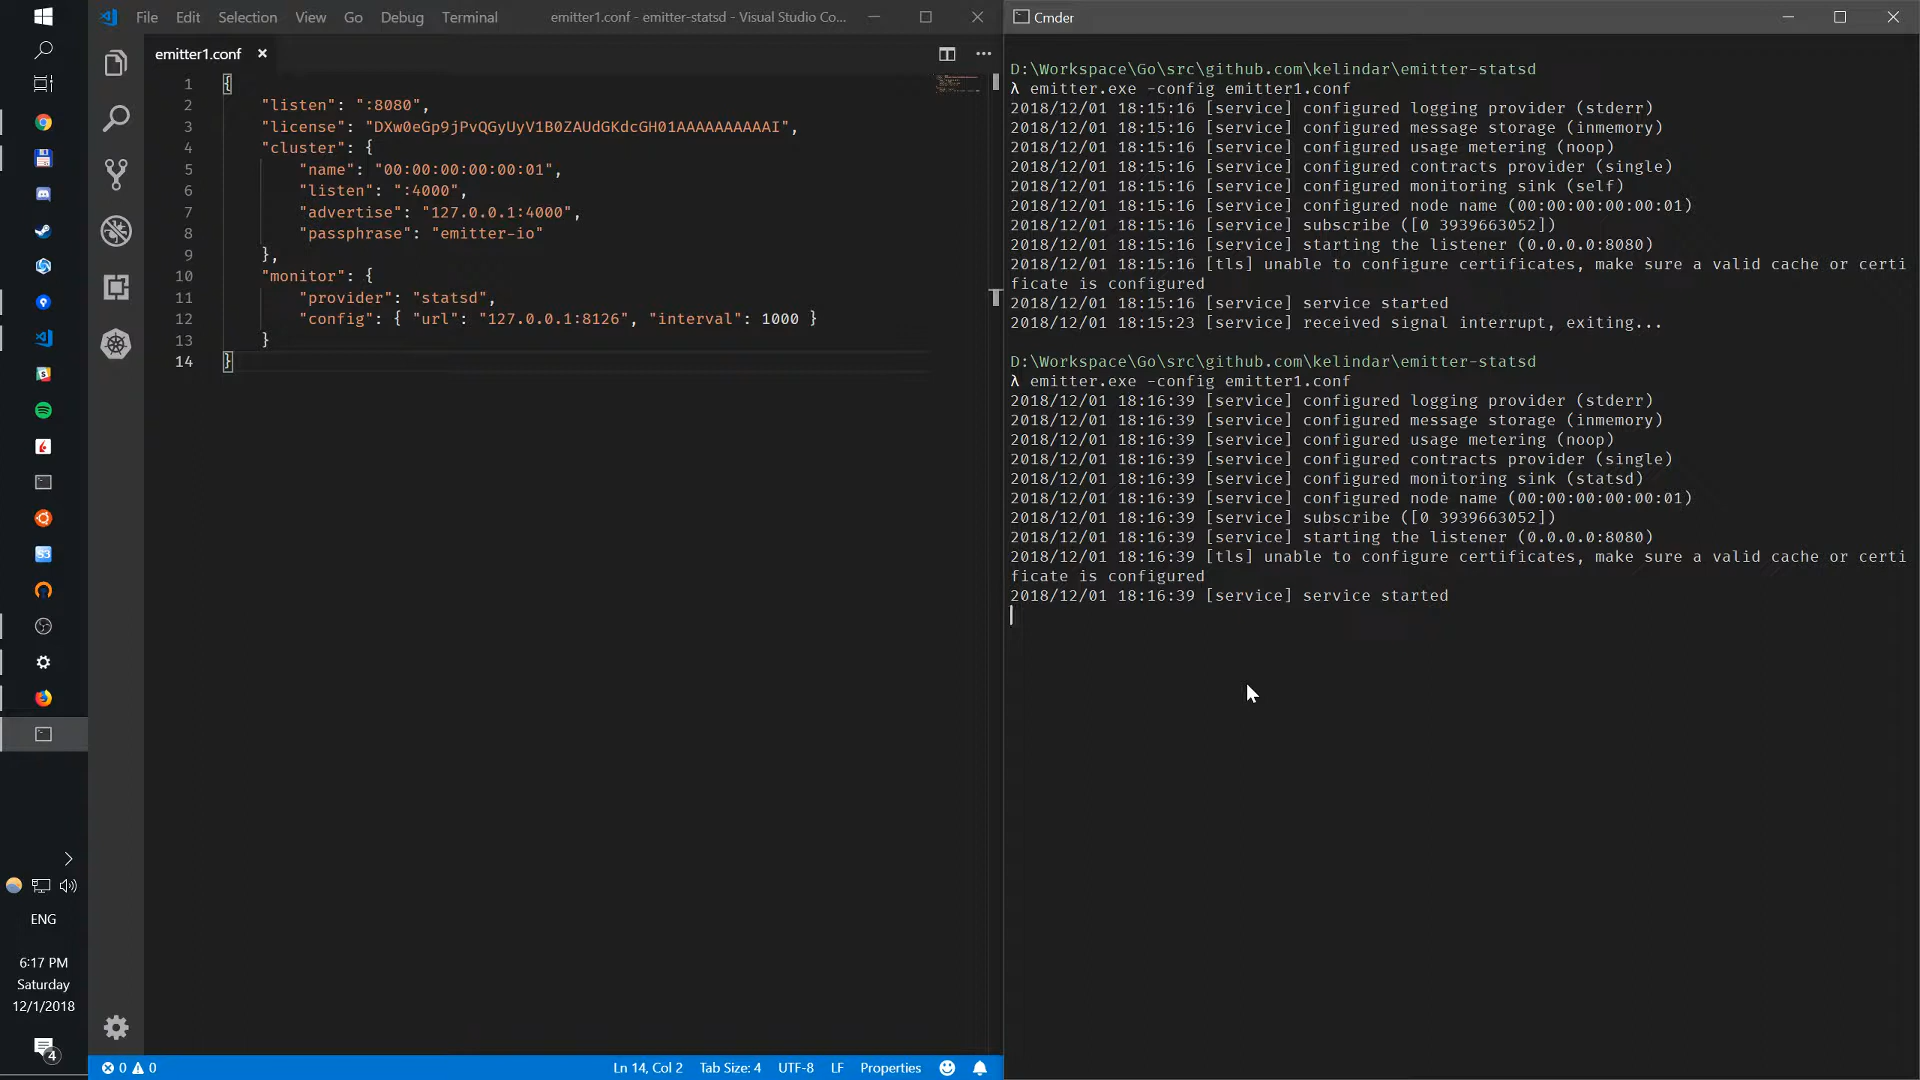 File Edit Selection View Go Debug Terminal emitter1.conf - emitter-statsd - Visual Studio Co...
emitter1.conf
1 {
2 "listen": ":8080",
3 "license": "DXw0eGp9jPvQGyUyV1B0ZAUdGKdcGH01AAAAAAAAAAI",
4 "cluster": {
5 "name": "00:00:00:00:00:01",
6 "listen": ":4000",
7 "advertise": "127.0.0.1:4000",
8 "passphrase": "emitter-io"
9 },
10 "monitor": {
11 "provider": "statsd",
12 "config": { "url": "127.0.0.1:8126", "interval": 1000 }
13 }
14 }
0 0 Ln 14, Col 2 Tab Size: 4 UTF-8 LF Properties
Cmder
D:\Workspace\Go\src\github.com\kelindar\emitter-statsd
λ emitter.exe -config emitter1.conf
2018/12/01 18:15:16 [service] configured logging provider (stderr)
2018/12/01 18:15:16 [service] configured message storage (inmemory)
2018/12/01 18:15:16 [service] configured usage metering (noop)
2018/12/01 18:15:16 [service] configured contracts provider (single)
2018/12/01 18:15:16 [service] configured monitoring sink (self)
2018/12/01 18:15:16 [service] configured node name (00:00:00:00:00:01)
2018/12/01 18:15:16 [service] subscribe ([0 3939663052])
2018/12/01 18:15:16 [service] starting the listener (0.0.0.0:8080)
2018/12/01 18:15:16 [tls] unable to configure certificates, make sure a valid cache or certi
ficate is configured
2018/12/01 18:15:16 [service] service started
2018/12/01 18:15:23 [service] received signal interrupt, exiting...
D:\Workspace\Go\src\github.com\kelindar\emitter-statsd
λ emitter.exe -config emitter1.conf
2018/12/01 18:16:39 [service] configured logging provider (stderr)
2018/12/01 18:16:39 [service] configured message storage (inmemory)
2018/12/01 18:16:39 [service] configured usage metering (noop)
2018/12/01 18:16:39 [service] configured contracts provider (single)
2018/12/01 18:16:39 [service] configured monitoring sink (statsd)
2018/12/01 18:16:39 [service] configured node name (00:00:00:00:00:01)
2018/12/01 18:16:39 [service] subscribe ([0 3939663052])
2018/12/01 18:16:39 [service] starting the listener (0.0.0.0:8080)
2018/12/01 18:16:39 [tls] unable to configure certificates, make sure a valid cache or certi
ficate is configured
2018/12/01 18:16:39 [service] service started
ENG
6:17 PM
Saturday
12/1/2018
4